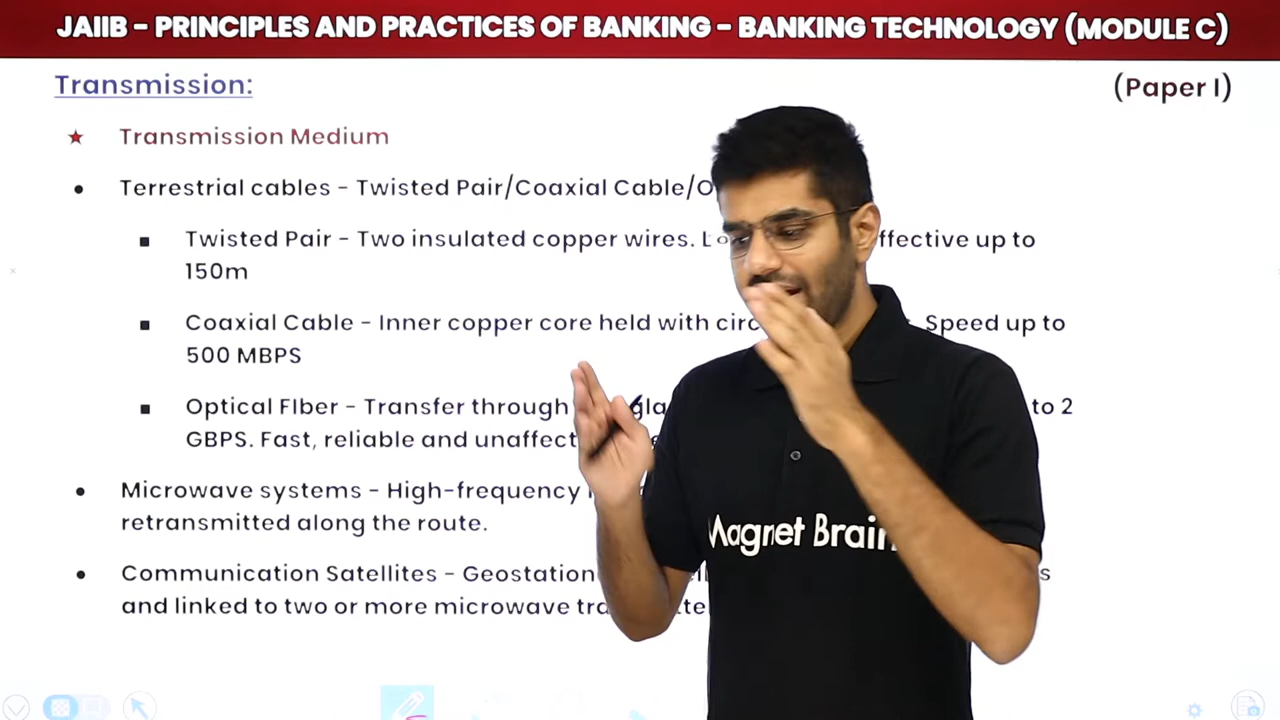 JAIIB – PRINCIPLES AND PRACTICES OF BANKING – BANKING TECHNOLOGY (MODULE C)
Transmission:
(Paper I)
★ Transmission Medium
• Terrestrial cables – Twisted Pair/Coaxial Cable/O
▪ Twisted Pair – Two insulated copper wires. ffective up to
150m
▪ Coaxial Cable – Inner copper core held with circ Speed up to
500 MBPS
▪ Optical FIber – Transfer through gla to 2
GBPS. Fast, reliable and unaffect
• Microwave systems – High-frequency
retransmitted along the route.
• Communication Satellites – Geostation s
and linked to two or more microwave tra tte
Magnet Brain